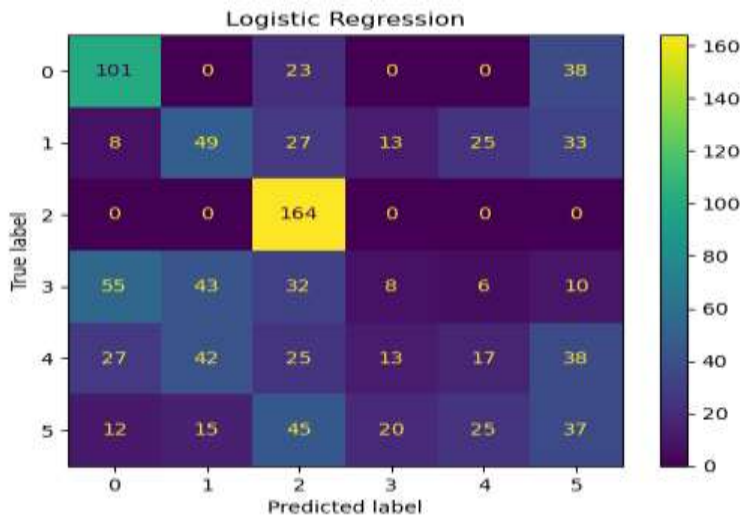 Logistic Regression
0 101 0 23 0 0 38
1 8 49 27 13 25 33
2 0 0 164 0 0 0
3 55 43 32 8 6 10
4 27 42 25 13 17 38
5 12 15 45 20 25 37
0 1 2 3 4 5
Predicted label
True label
160
140
120
100
80
60
40
20
0